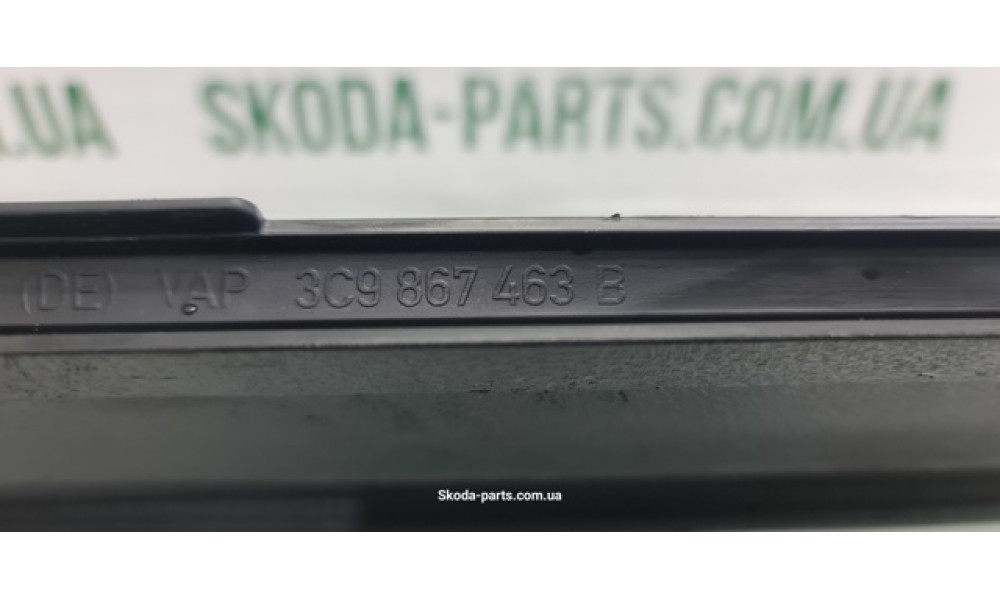 .UA SKODA-PARTS.COM.UA
(DE) VAP 3C9 867 463 B
Skoda-parts.com.ua